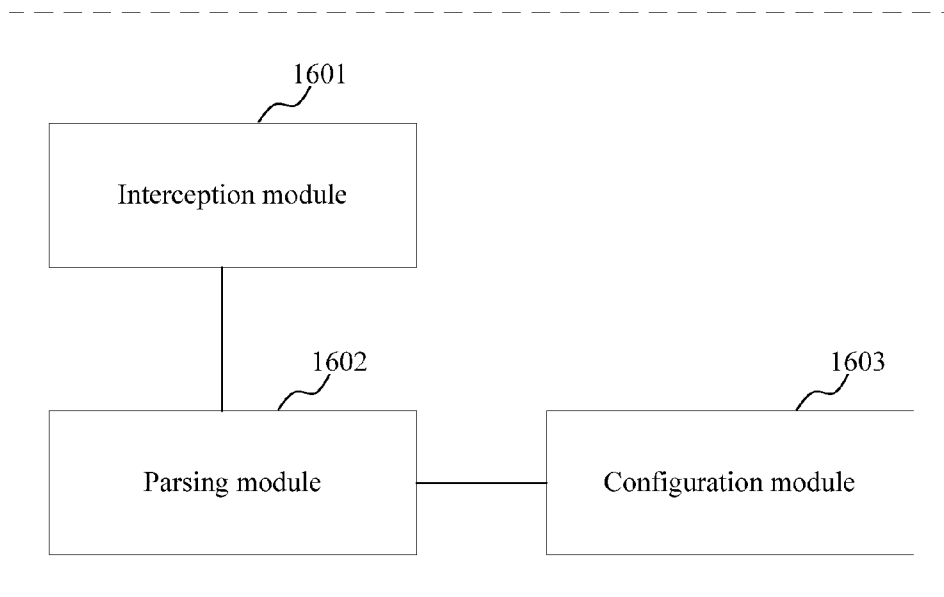 1601
Interception module
1602
1603
Parsing module
Configuration module